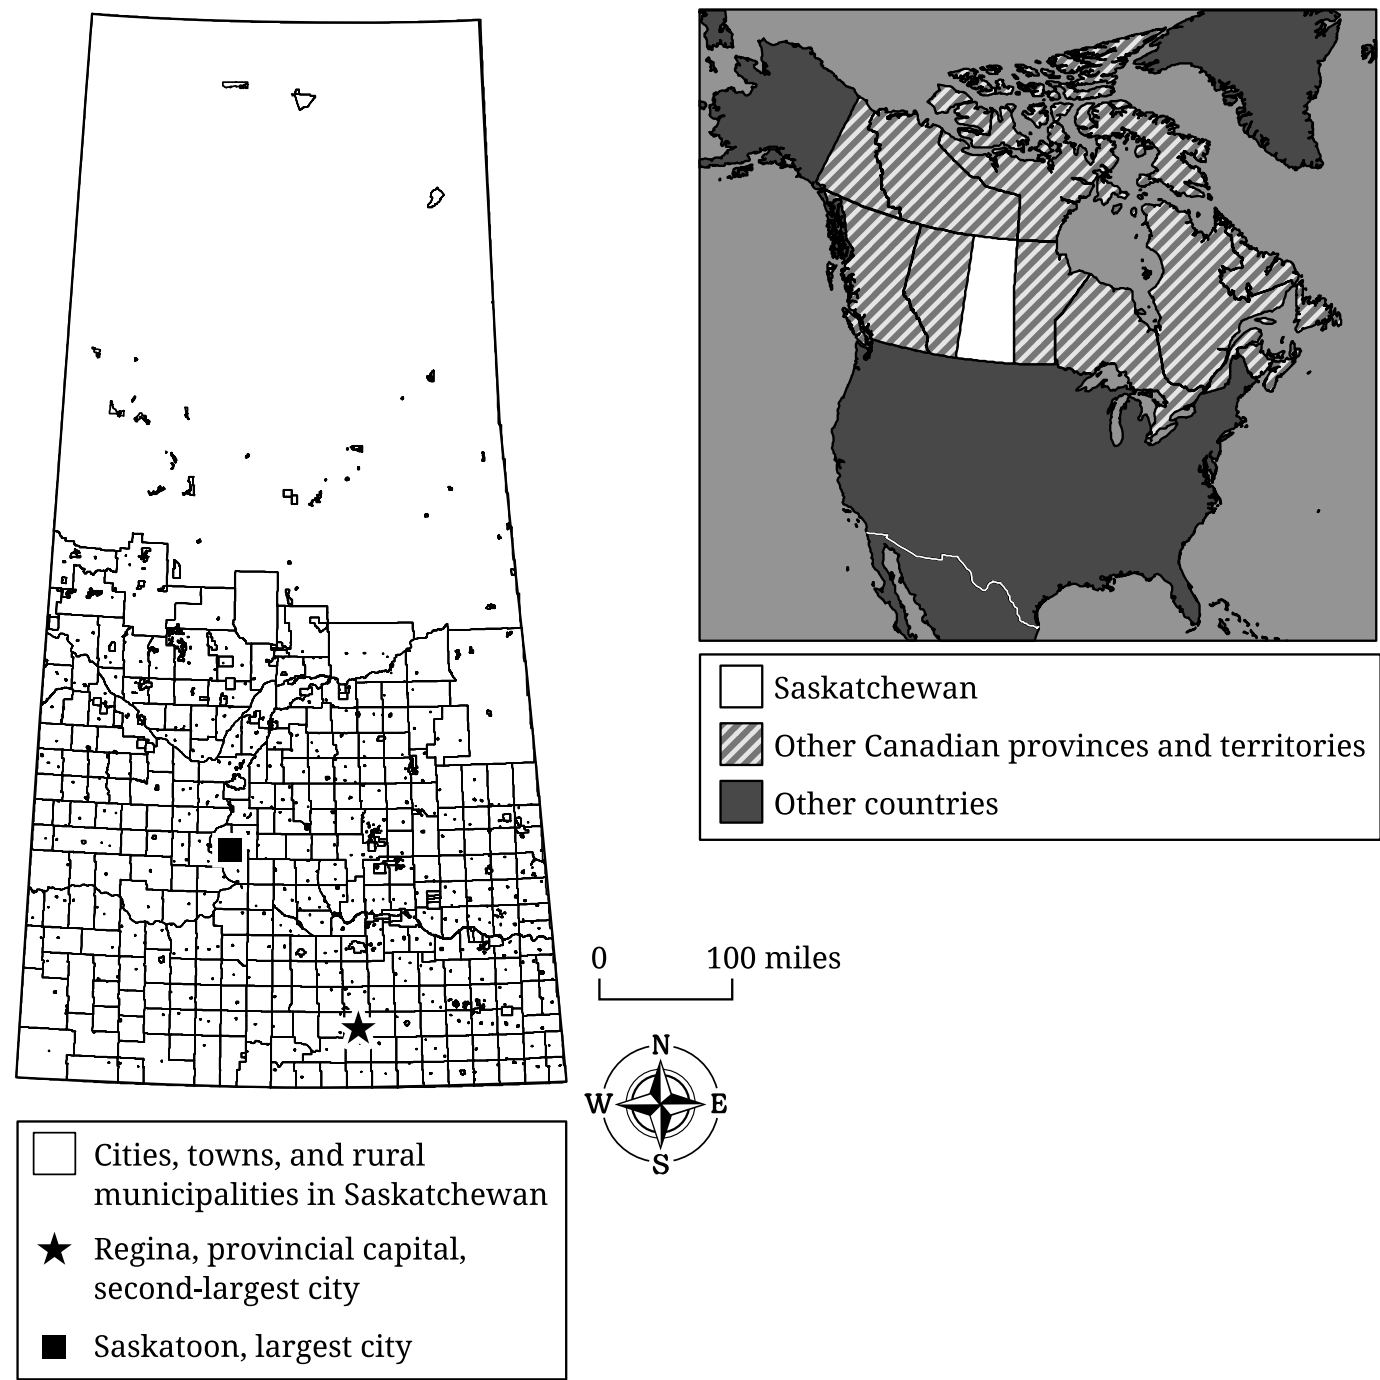 Saskatchewan
Other Canadian provinces and territories
Other countries
0 100 miles
N
W E
S
Cities, towns, and rural
municipalities in Saskatchewan
Regina, provincial capital,
second-largest city
Saskatoon, largest city